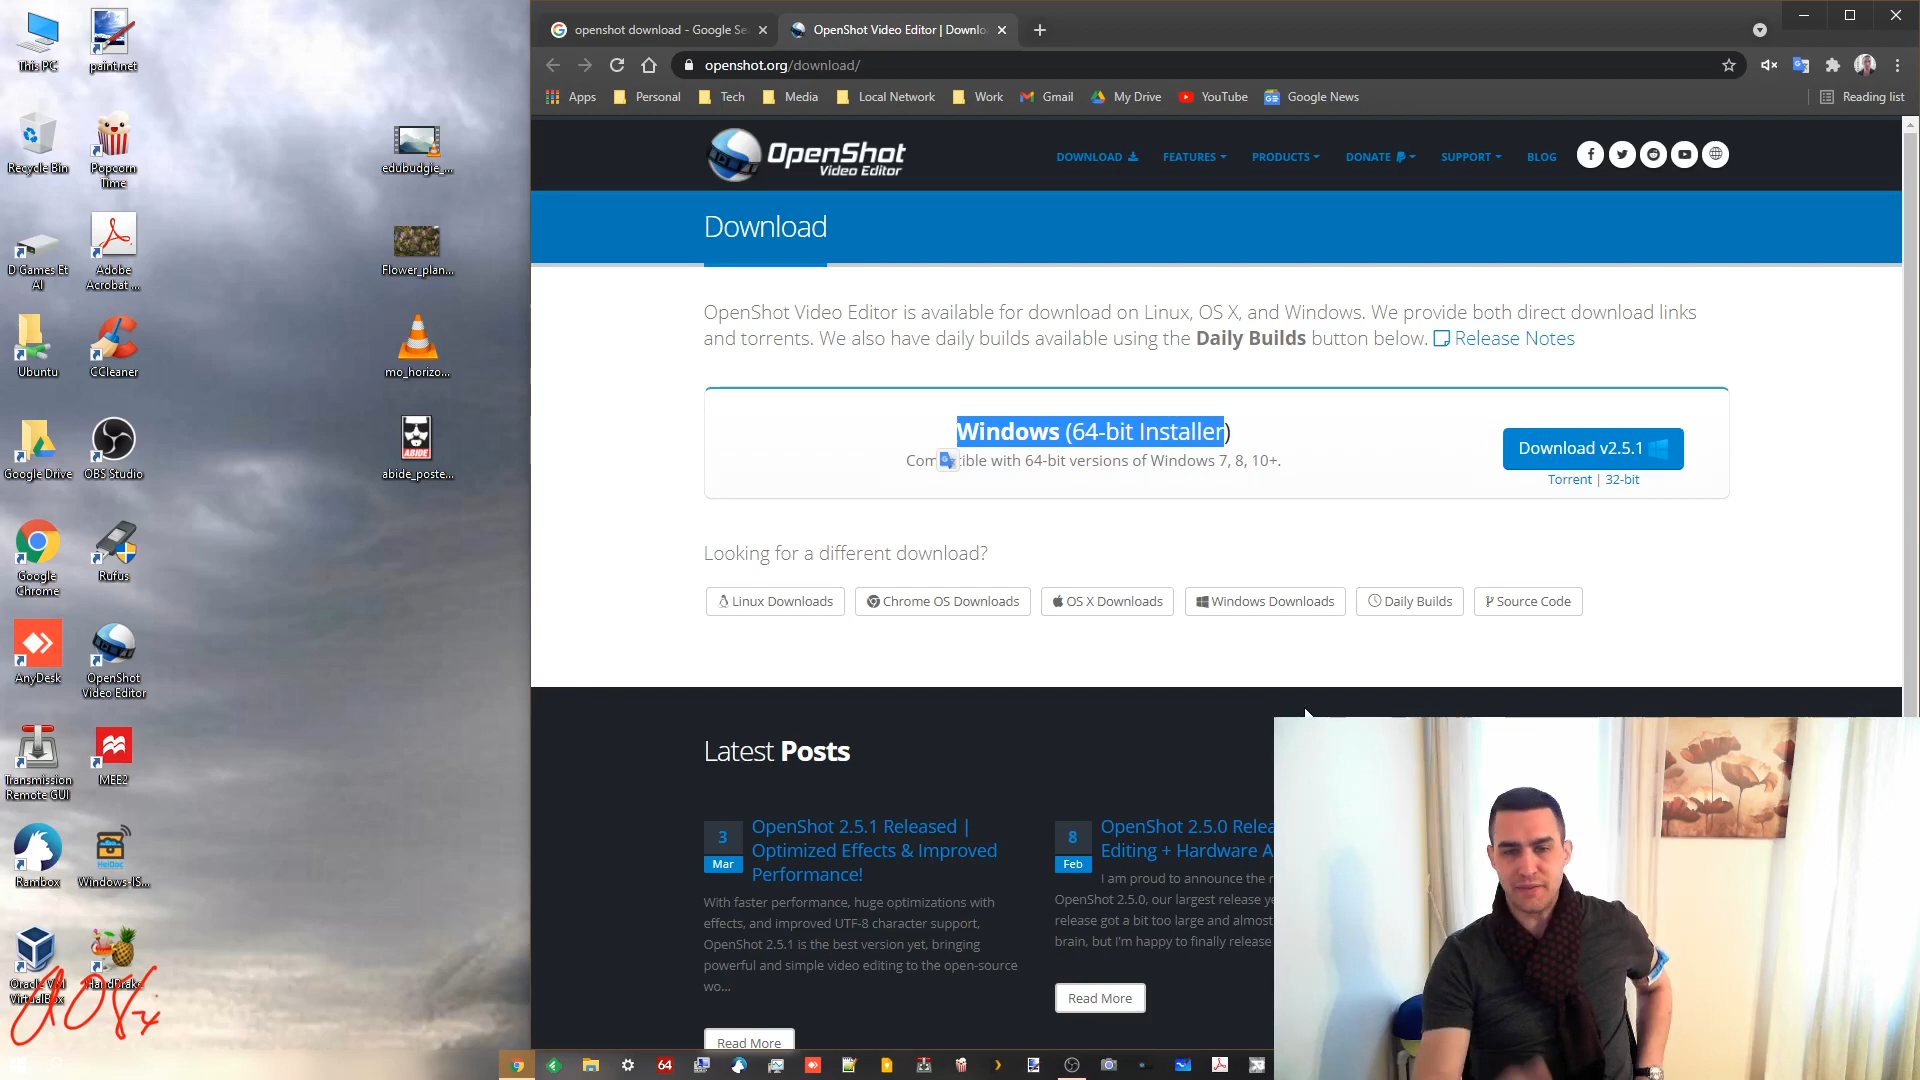 This PC
paint.net
Recycle Bin
Popcorn
Time
edubudgie_...
D Games Et
Al
Adobe
Acrobat ...
Flower_plan...
Ubuntu
CCleaner
mo_horizo...
Google Drive
OBS Studio
ABIDE
abide_poste...
Google
Chrome
Rufus
AnyDesk
OpenShot
Video Editor
Transmission
Remote GUI
MEE2
Rambox
HeiDoc
Windows-IS...
Oracle VM
VirtualBox
HandBrake
openshot download - Google Se
OpenShot Video Editor | Downlo
openshot.org/download/
Apps
Personal
Tech
Media
Local Network
Work
Gmail
My Drive
YouTube
Google News
Reading list
OpenShot
Video Editor
DOWNLOAD
FEATURES
PRODUCTS
DONATE
SUPPORT
BLOG
Download
OpenShot Video Editor is available for download on Linux, OS X, and Windows. We provide both direct download links
and torrents. We also have daily builds available using the Daily Builds button below. Release Notes
Windows (64-bit Installer)
Com ible with 64-bit versions of Windows 7, 8, 10+.
Download v2.5.1
Torrent | 32-bit
Looking for a different download?
Linux Downloads
Chrome OS Downloads
OS X Downloads
Windows Downloads
Daily Builds
Source Code
Latest Posts
3
Mar
OpenShot 2.5.1 Released |
Optimized Effects & Improved
Performance!
With faster performance, huge optimizations with
effects, and improved UTF-8 character support,
OpenShot 2.5.1 is the best version yet, bringing
powerful and simple video editing to the open-source
wo...
Read More
8
Feb
OpenShot 2.5.0 Relea
Editing + Hardware A
I am proud to announce the r
OpenShot 2.5.0, our largest release ye
release got a bit too large and almost
brain, but I'm happy to finally release
Read More
64